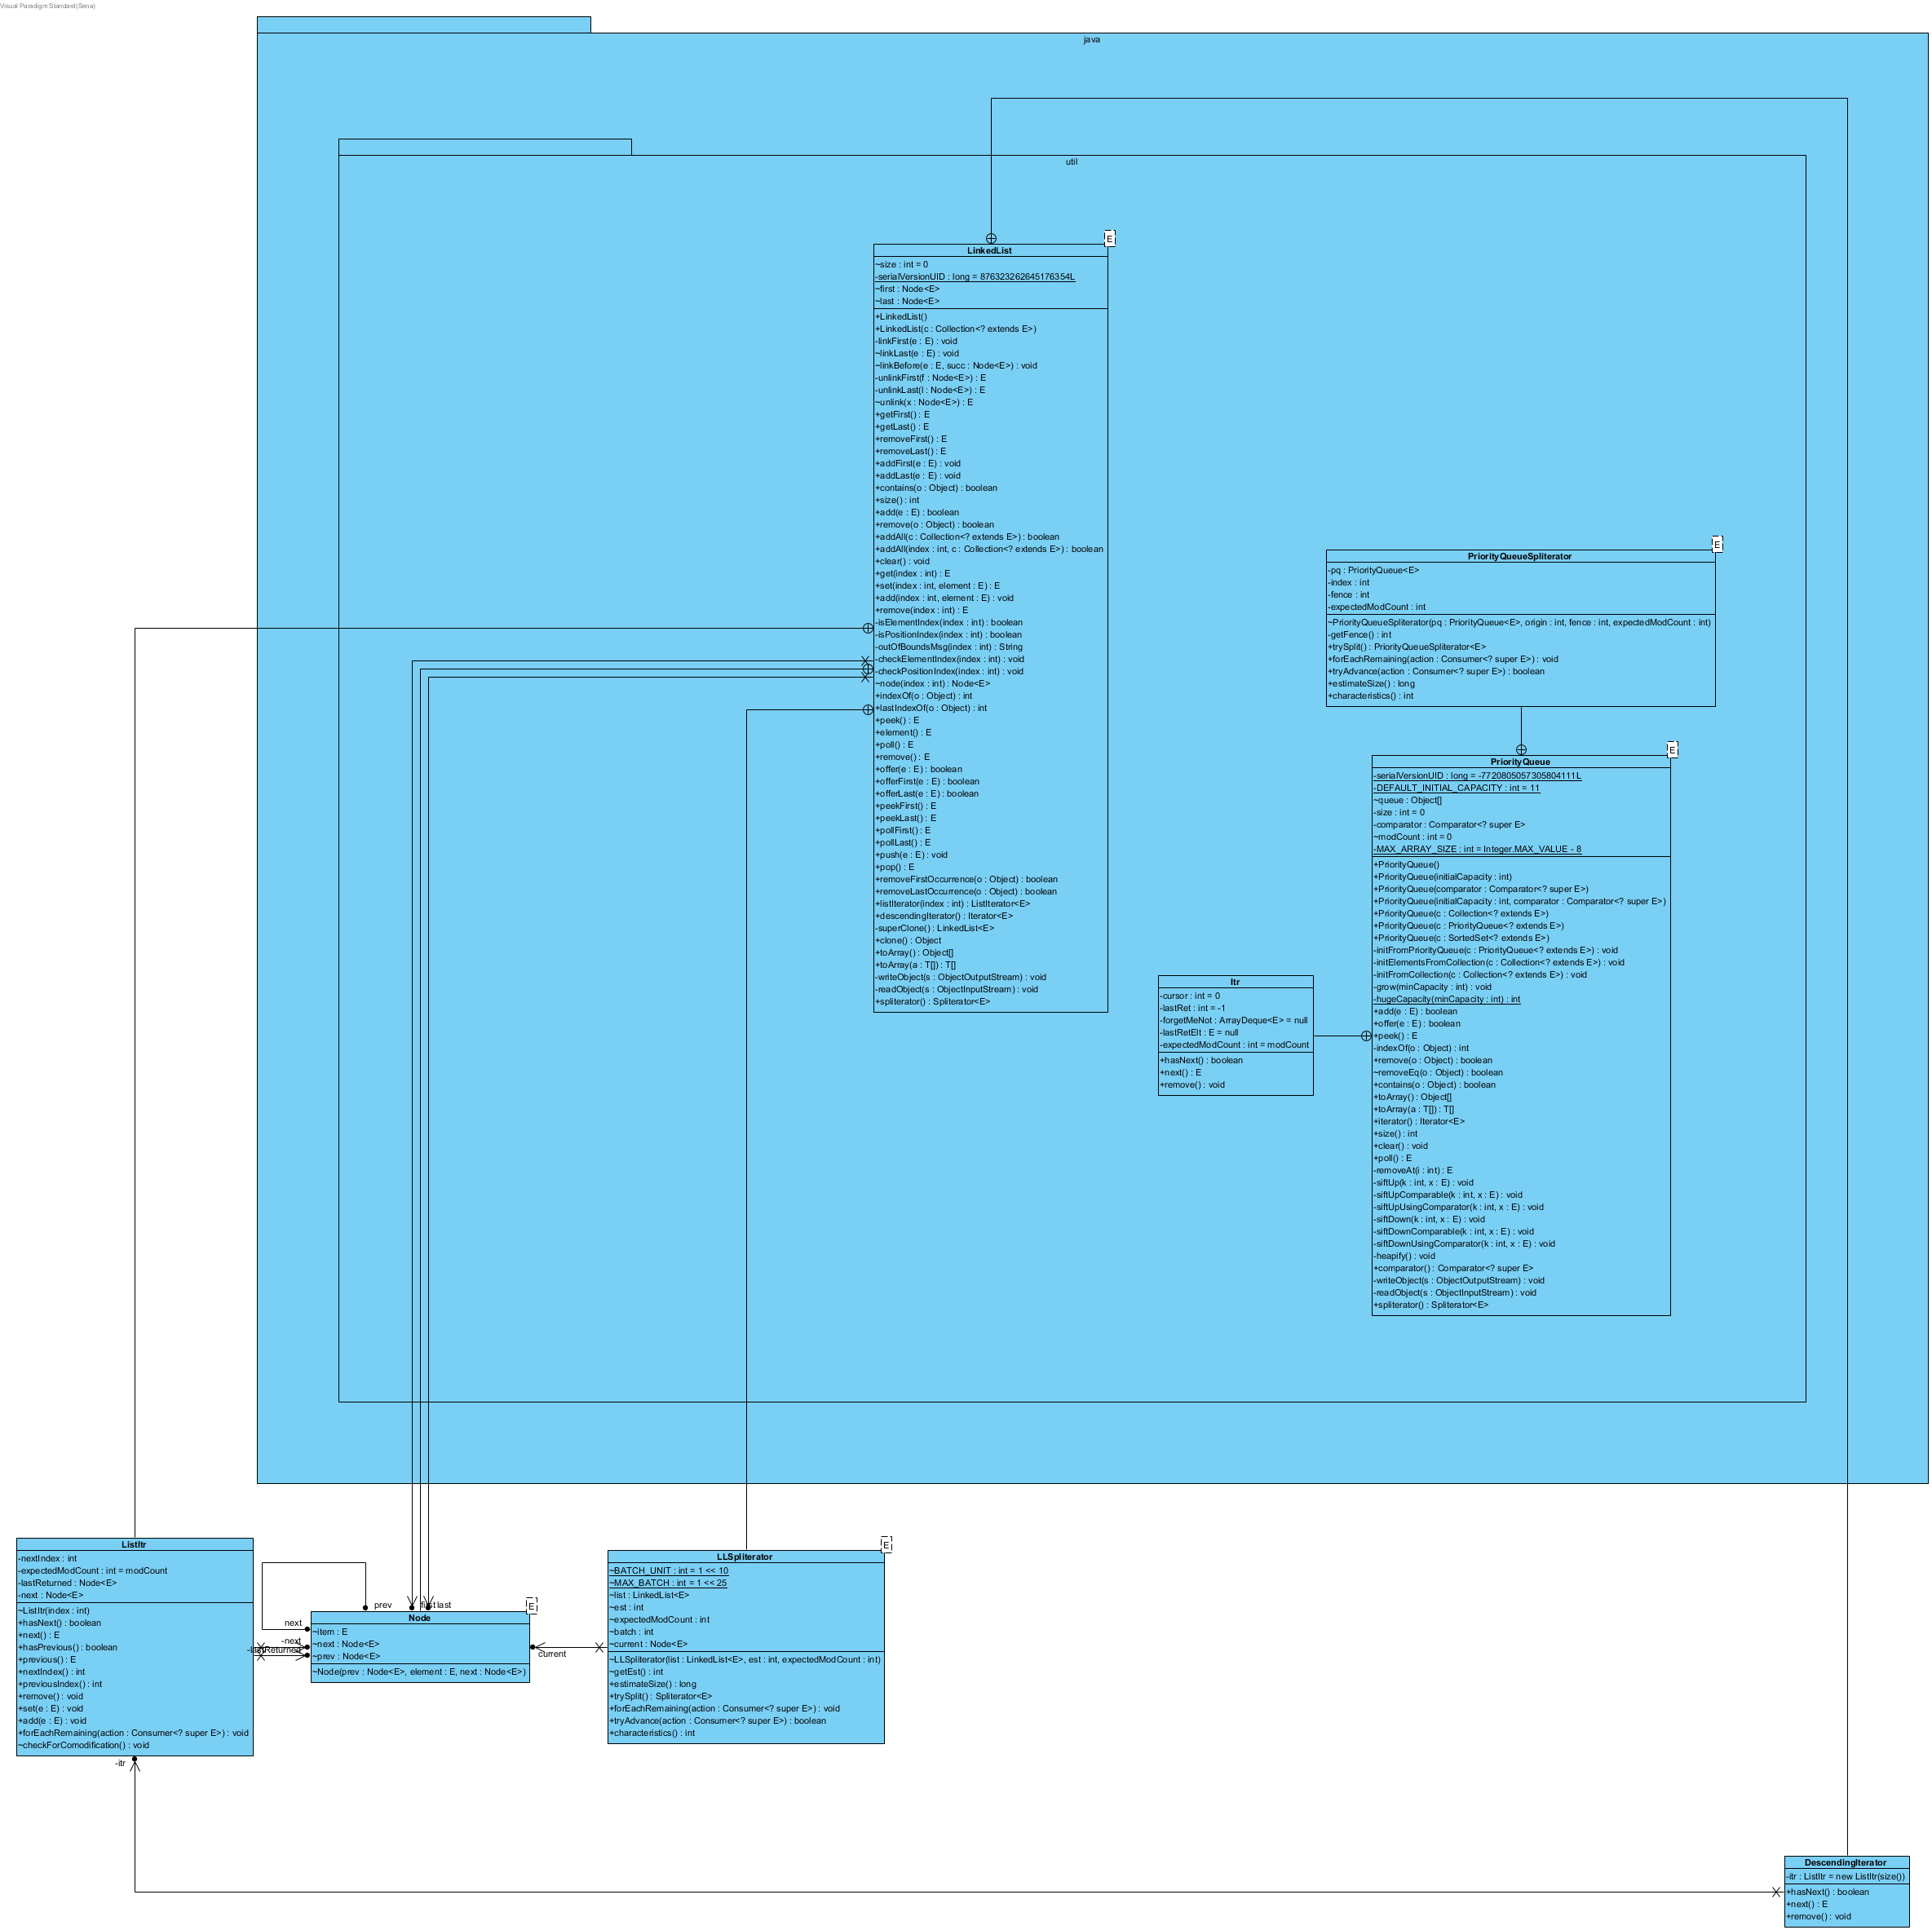 Visual Paradigm Standard(Sena)
java
util
E
LinkedList
~size : int = 0
-serialVersionUID : long = 876323262645176354L
~first : Node<E>
~last : Node<E>
+LinkedList()
+LinkedList(c : Collection<? extends E>)
-linkFirst(e : E) : void
~linkLast(e : E) : void
~linkBefore(e : E, succ : Node<E>) : void
-unlinkFirst(f : Node<E>) : E
-unlinkLast(l : Node<E>) : E
~unlink(x : Node<E>) : E
+getFirst() : E
+getLast() : E
+removeFirst() : E
+removeLast() : E
+addFirst(e : E) : void
+addLast(e : E) : void
+contains(o : Object) : boolean
+size() : int
+add(e : E) : boolean
+remove(o : Object) : boolean
+addAll(c : Collection<? extends E>) : boolean
+addAll(index : int, c : Collection<? extends E>) : boolean
+clear() : void
+get(index : int) : E
+set(index : int, element : E) : E
+add(index : int, element : E) : void
+remove(index : int) : E
-isElementIndex(index : int) : boolean
-isPositionIndex(index : int) : boolean
-outOfBoundsMsg(index : int) : String
-checkElementIndex(index : int) : void
-checkPositionIndex(index : int) : void
~node(index : int) : Node<E>
+indexOf(o : Object) : int
+lastIndexOf(o : Object) : int
+peek() : E
+element() : E
+poll() : E
+remove() : E
+offer(e : E) : boolean
+offerFirst(e : E) : boolean
+offerLast(e : E) : boolean
+peekFirst() : E
+peekLast() : E
+pollFirst() : E
+pollLast() : E
+push(e : E) : void
+pop() : E
+removeFirstOccurrence(o : Object) : boolean
+removeLastOccurrence(o : Object) : boolean
+listIterator(index : int) : ListIterator<E>
+descendingIterator() : Iterator<E>
-superClone() : LinkedList<E>
+clone() : Object
+toArray() : Object[]
+toArray(a : T[]) : T[]
-writeObject(s : ObjectOutputStream) : void
-readObject(s : ObjectInputStream) : void
+spliterator() : Spliterator<E>
E
PriorityQueueSpliterator
-pq : PriorityQueue<E>
-index : int
-fence : int
-expectedModCount : int
~PriorityQueueSpliterator(pq : PriorityQueue<E>, origin : int, fence : int, expectedModCount : int)
-getFence() : int
+trySplit() : PriorityQueueSpliterator<E>
+forEachRemaining(action : Consumer<? super E>) : void
+tryAdvance(action : Consumer<? super E>) : boolean
+estimateSize() : long
+characteristics() : int
E
PriorityQueue
-serialVersionUID : long = -7720805057305804111L
-DEFAULT_INITIAL_CAPACITY : int = 11
~queue : Object[]
-size : int = 0
-comparator : Comparator<? super E>
~modCount : int = 0
-MAX_ARRAY_SIZE : int = Integer.MAX_VALUE - 8
+PriorityQueue()
+PriorityQueue(initialCapacity : int)
+PriorityQueue(comparator : Comparator<? super E>)
+PriorityQueue(initialCapacity : int, comparator : Comparator<? super E>)
+PriorityQueue(c : Collection<? extends E>)
+PriorityQueue(c : PriorityQueue<? extends E>)
+PriorityQueue(c : SortedSet<? extends E>)
-initFromPriorityQueue(c : PriorityQueue<? extends E>) : void
-initElementsFromCollection(c : Collection<? extends E>) : void
-initFromCollection(c : Collection<? extends E>) : void
-grow(minCapacity : int) : void
-hugeCapacity(minCapacity : int) : int
+add(e : E) : boolean
+offer(e : E) : boolean
+peek() : E
-indexOf(o : Object) : int
+remove(o : Object) : boolean
~removeEq(o : Object) : boolean
+contains(o : Object) : boolean
+toArray() : Object[]
+toArray(a : T[]) : T[]
+iterator() : Iterator<E>
+size() : int
+clear() : void
+poll() : E
-removeAt(i : int) : E
-siftUp(k : int, x : E) : void
-siftUpComparable(k : int, x : E) : void
-siftUpUsingComparator(k : int, x : E) : void
-siftDown(k : int, x : E) : void
-siftDownComparable(k : int, x : E) : void
-siftDownUsingComparator(k : int, x : E) : void
-heapify() : void
+comparator() : Comparator<? super E>
-writeObject(s : ObjectOutputStream) : void
-readObject(s : ObjectInputStream) : void
+spliterator() : Spliterator<E>
Itr
-cursor : int = 0
-lastRet : int = -1
-forgetMeNot : ArrayDeque<E> = null
-lastRetElt : E = null
-expectedModCount : int = modCount
+hasNext() : boolean
+next() : E
+remove() : void
ListItr
-nextIndex : int
-expectedModCount : int = modCount
-lastReturned : Node<E>
-next : Node<E>
~ListItr(index : int)
+hasNext() : boolean
+next() : E
+hasPrevious() : boolean
+previous() : E
+nextIndex() : int
+previousIndex() : int
+remove() : void
+set(e : E) : void
+add(e : E) : void
+forEachRemaining(action : Consumer<? super E>) : void
~checkForComodification() : void
-itr
prev
first last
next
-next
-lastReturned
E
Node
~item : E
~next : Node<E>
~prev : Node<E>
~Node(prev : Node<E>, element : E, next : Node<E>)
current
E
LLSpliterator
~BATCH_UNIT : int = 1 << 10
~MAX_BATCH : int = 1 << 25
~list : LinkedList<E>
~est : int
~expectedModCount : int
~batch : int
~current : Node<E>
~LLSpliterator(list : LinkedList<E>, est : int, expectedModCount : int)
~getEst() : int
+estimateSize() : long
+trySplit() : Spliterator<E>
+forEachRemaining(action : Consumer<? super E>) : void
+tryAdvance(action : Consumer<? super E>) : boolean
+characteristics() : int
DescendingIterator
-itr : ListItr = new ListItr(size())
+hasNext() : boolean
+next() : E
+remove() : void